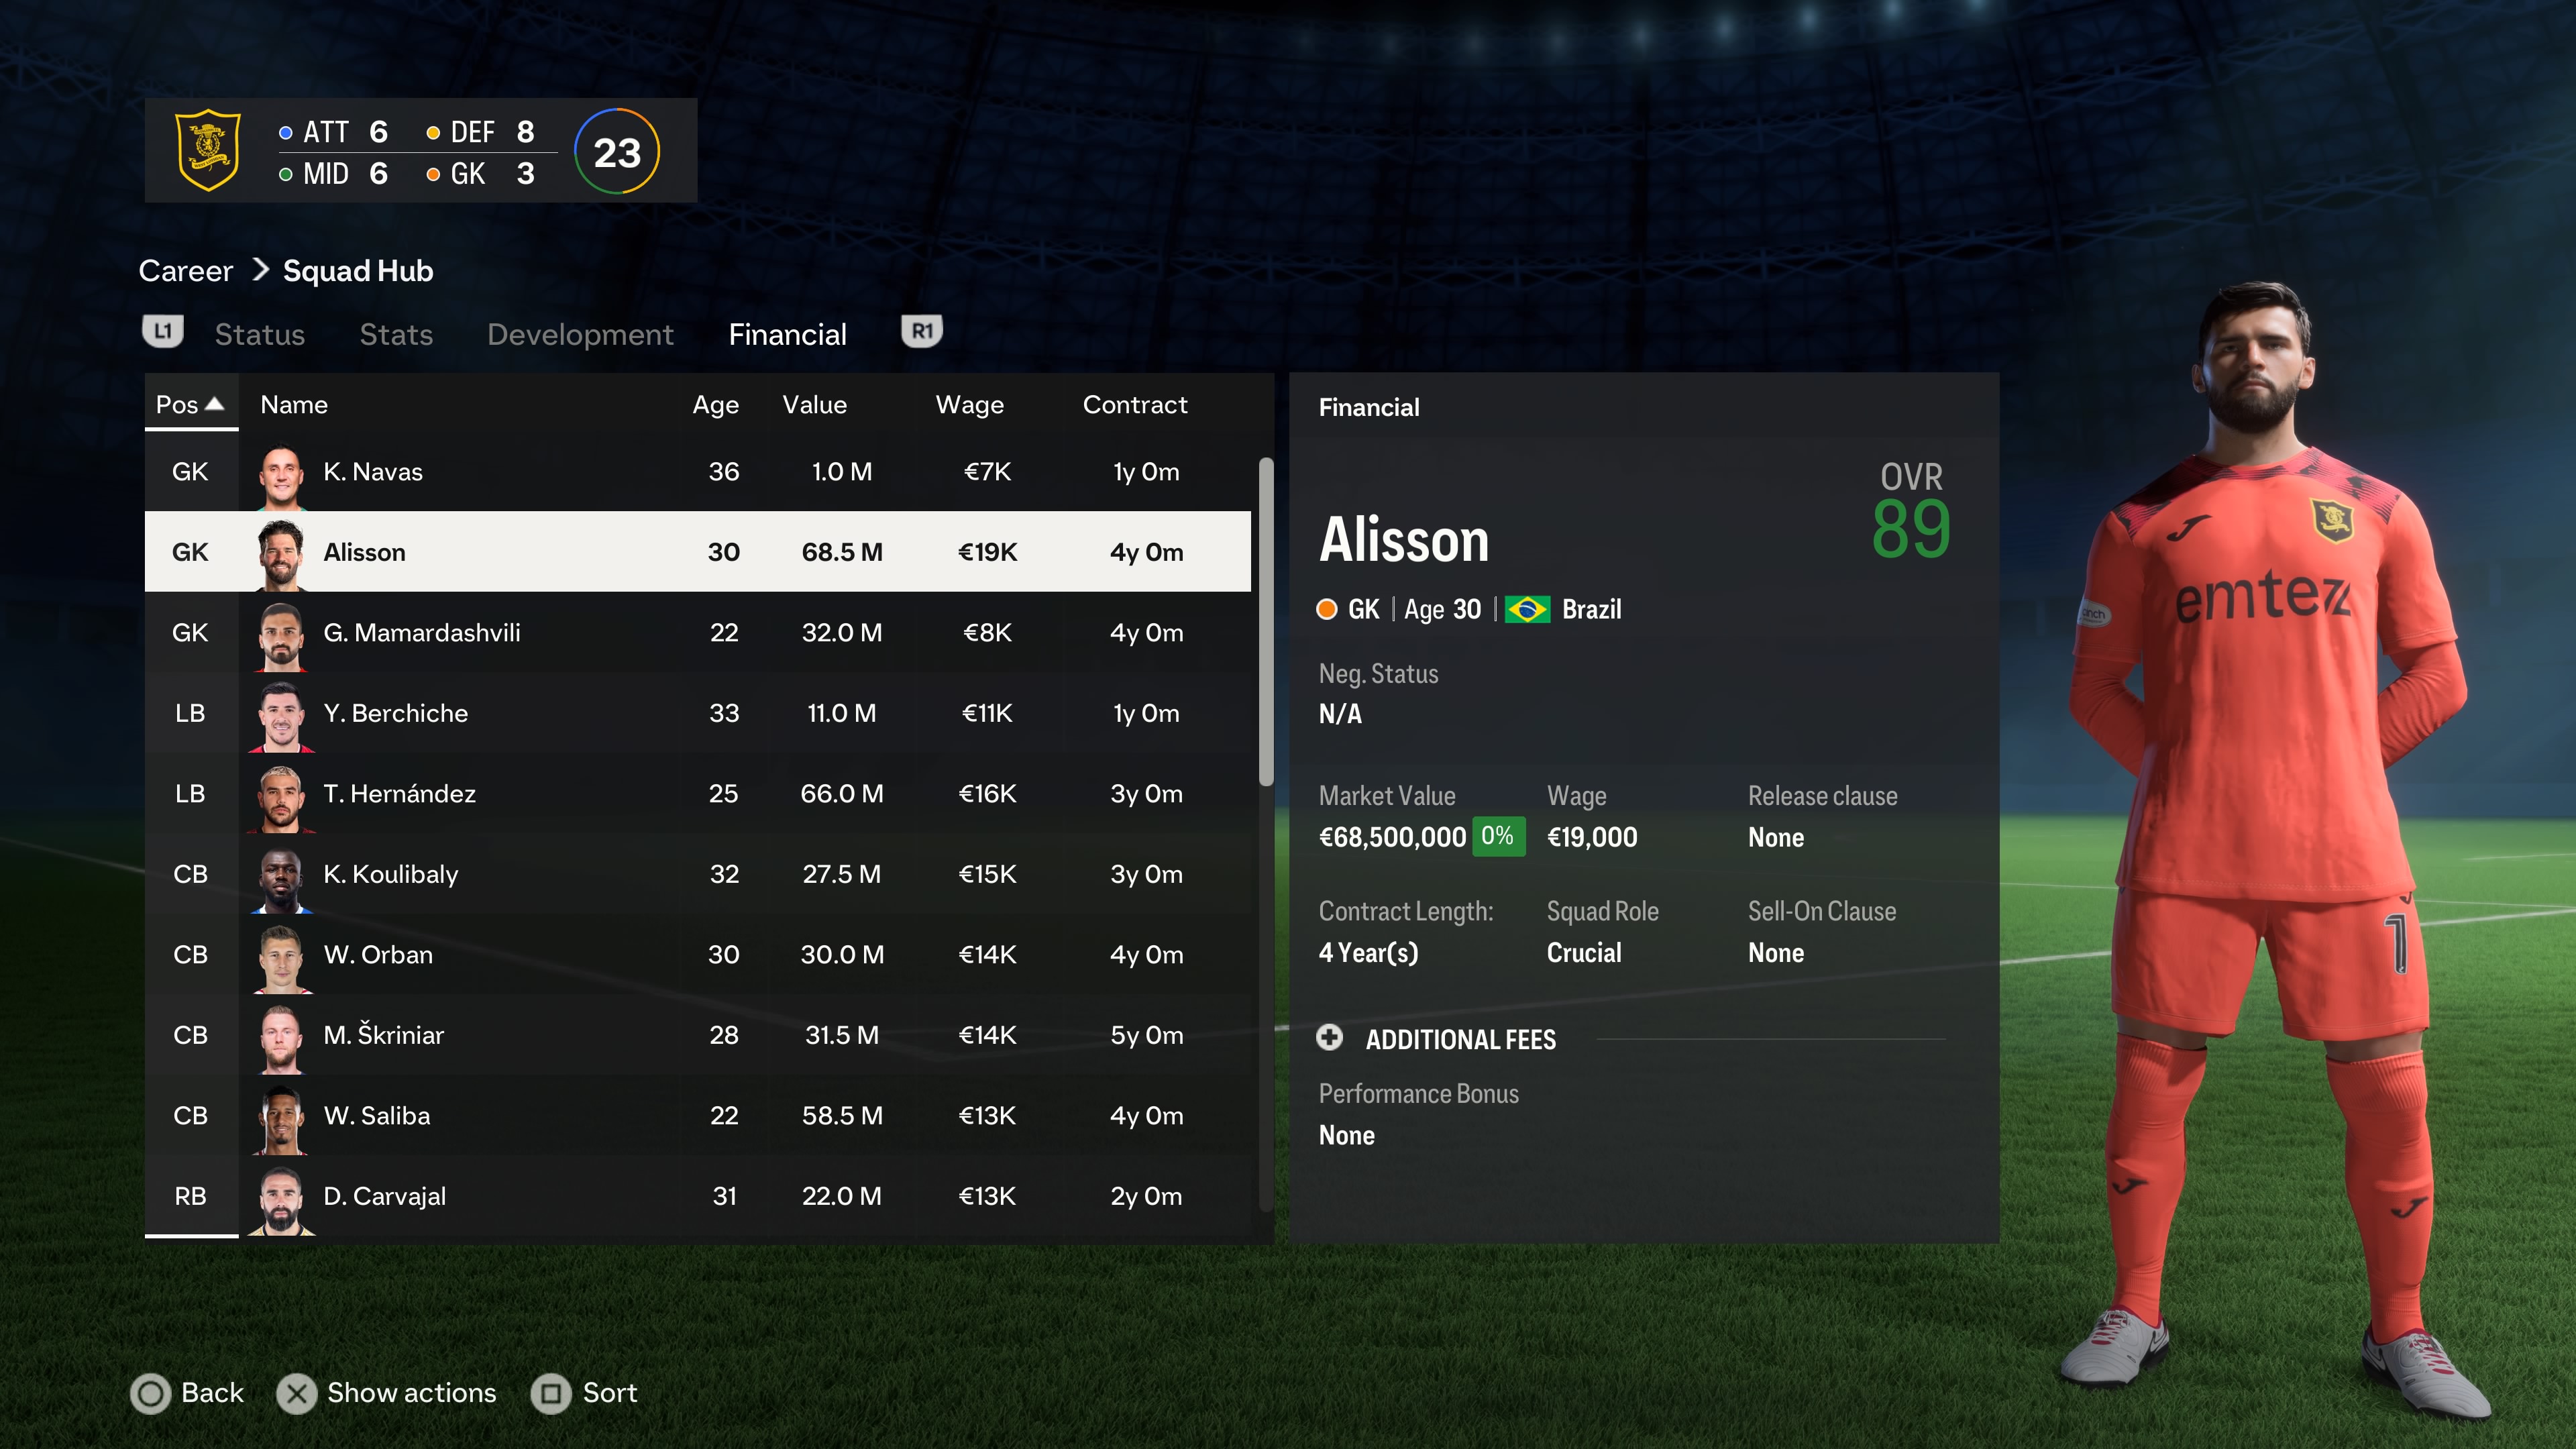 ATT 6 DEF 8
MID 6 GK 3
23
Career > Squad Hub
L1 Status Stats Development Financial R1
Pos Name Age Value Wage Contract
GK K. Navas 36 1.0 M €7K 1y 0m
GK Alisson 30 68.5 M €19K 4y 0m
GK G. Mamardashvili 22 32.0 M €8K 4y 0m
LB Y. Berchiche 33 11.0 M €11K 1y 0m
LB T. Hernández 25 66.0 M €16K 3y 0m
CB K. Koulibaly 32 27.5 M €15K 3y 0m
CB W. Orban 30 30.0 M €14K 4y 0m
CB M. Škriniar 28 31.5 M €14K 5y 0m
CB W. Saliba 22 58.5 M €13K 4y 0m
RB D. Carvajal 31 22.0 M €13K 2y 0m
Financial
OVR
89
Alisson
GK | Age 30 | Brazil
Neg. Status
N/A
Market Value Wage Release clause
€68,500,000 0% €19,000 None
Contract Length: Squad Role Sell-On Clause
4 Year(s) Crucial None
ADDITIONAL FEES
Performance Bonus
None
emtez
1
Back Show actions Sort